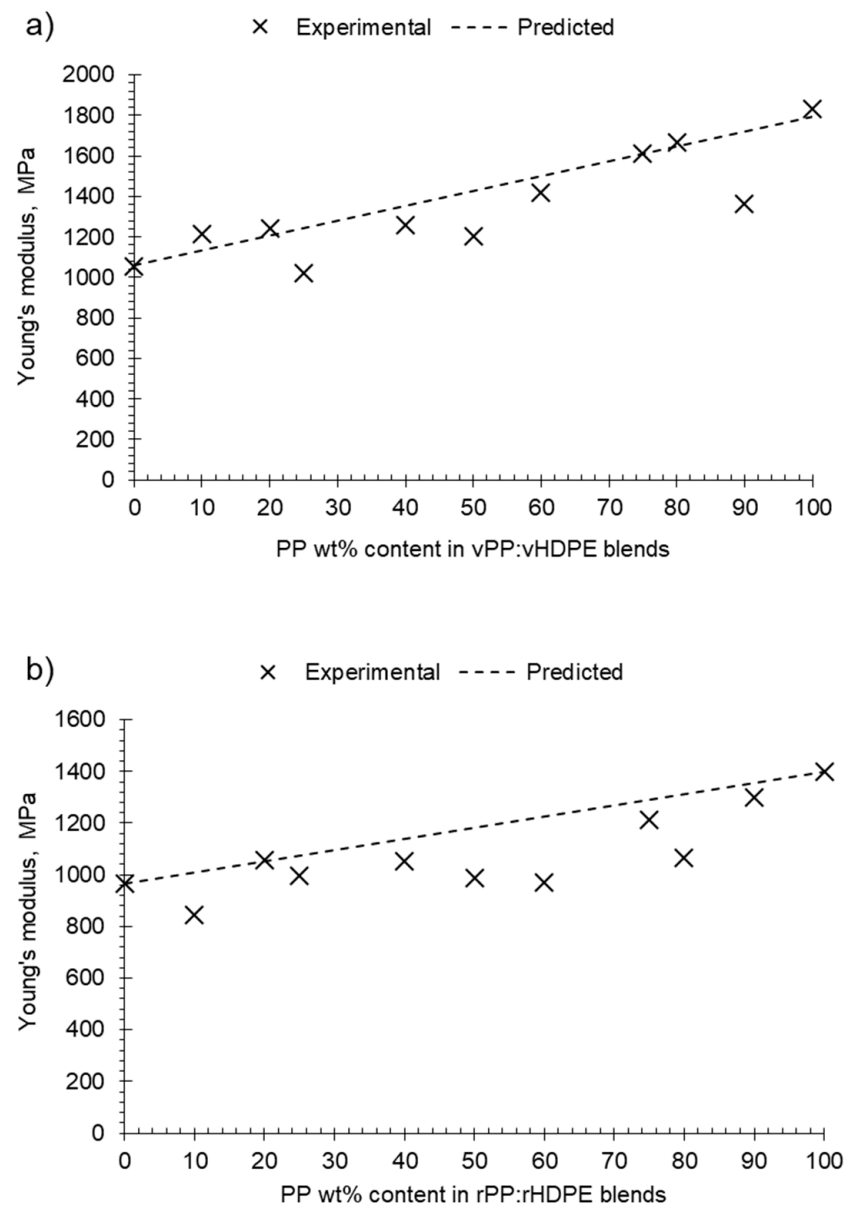 a)
Experimental Predicted
Young's modulus, MPa
2000
1800
1600
1400
1200
1000
800
600
400
200
0
0 10 20 30 40 50 60 70 80 90 100
PP wt% content in vPP:vHDPE blends
b)
Experimental Predicted
Young's modulus, MPa
1600
1400
1200
1000
800
600
400
200
0
0 10 20 30 40 50 60 70 80 90 100
PP wt% content in rPP:rHDPE blends